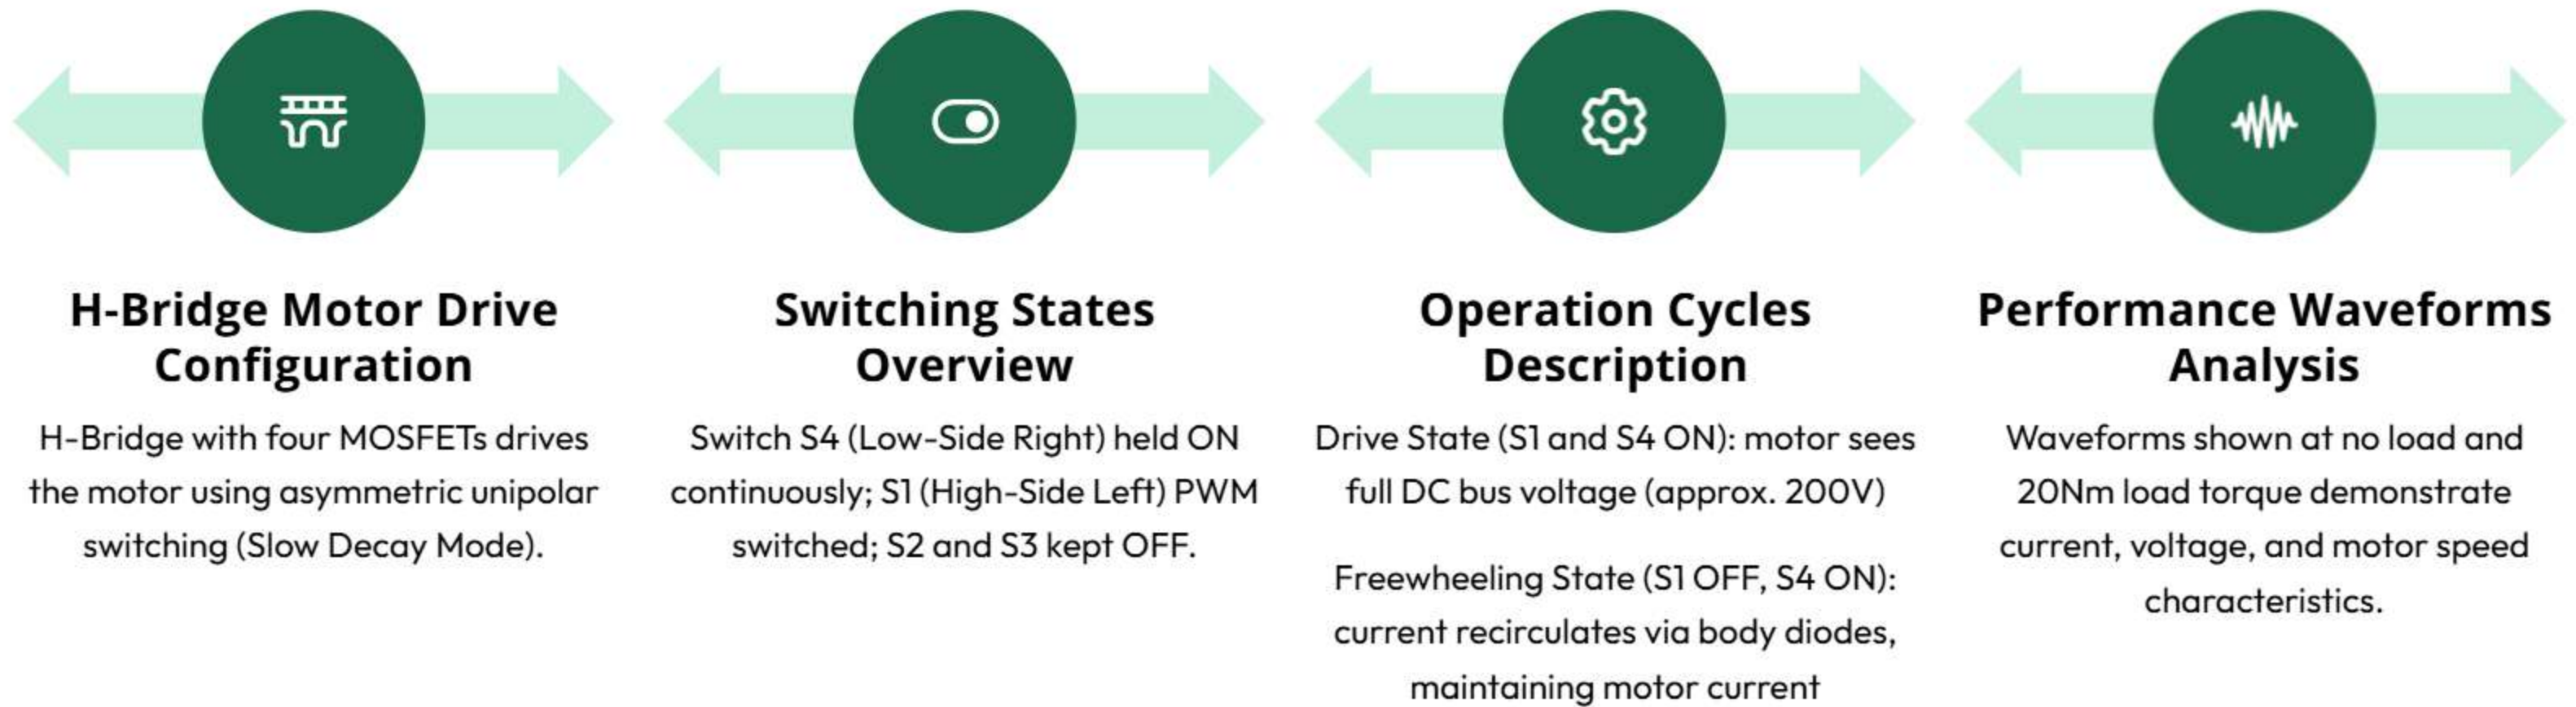 H-Bridge Motor Drive
Configuration
H-Bridge with four MOSFETs drives
the motor using asymmetric unipolar
switching (Slow Decay Mode).
Switching States
Overview
Switch S4 (Low-Side Right) held ON
continuously; S1 (High-Side Left) PWM
switched; S2 and S3 kept OFF.
Operation Cycles
Description
Drive State (S1 and S4 ON): motor sees
full DC bus voltage (approx. 200V)
Freewheeling State (S1 OFF, S4 ON):
current recirculates via body diodes,
maintaining motor current
Performance Waveforms
Analysis
Waveforms shown at no load and
20Nm load torque demonstrate
current, voltage, and motor speed
characteristics.